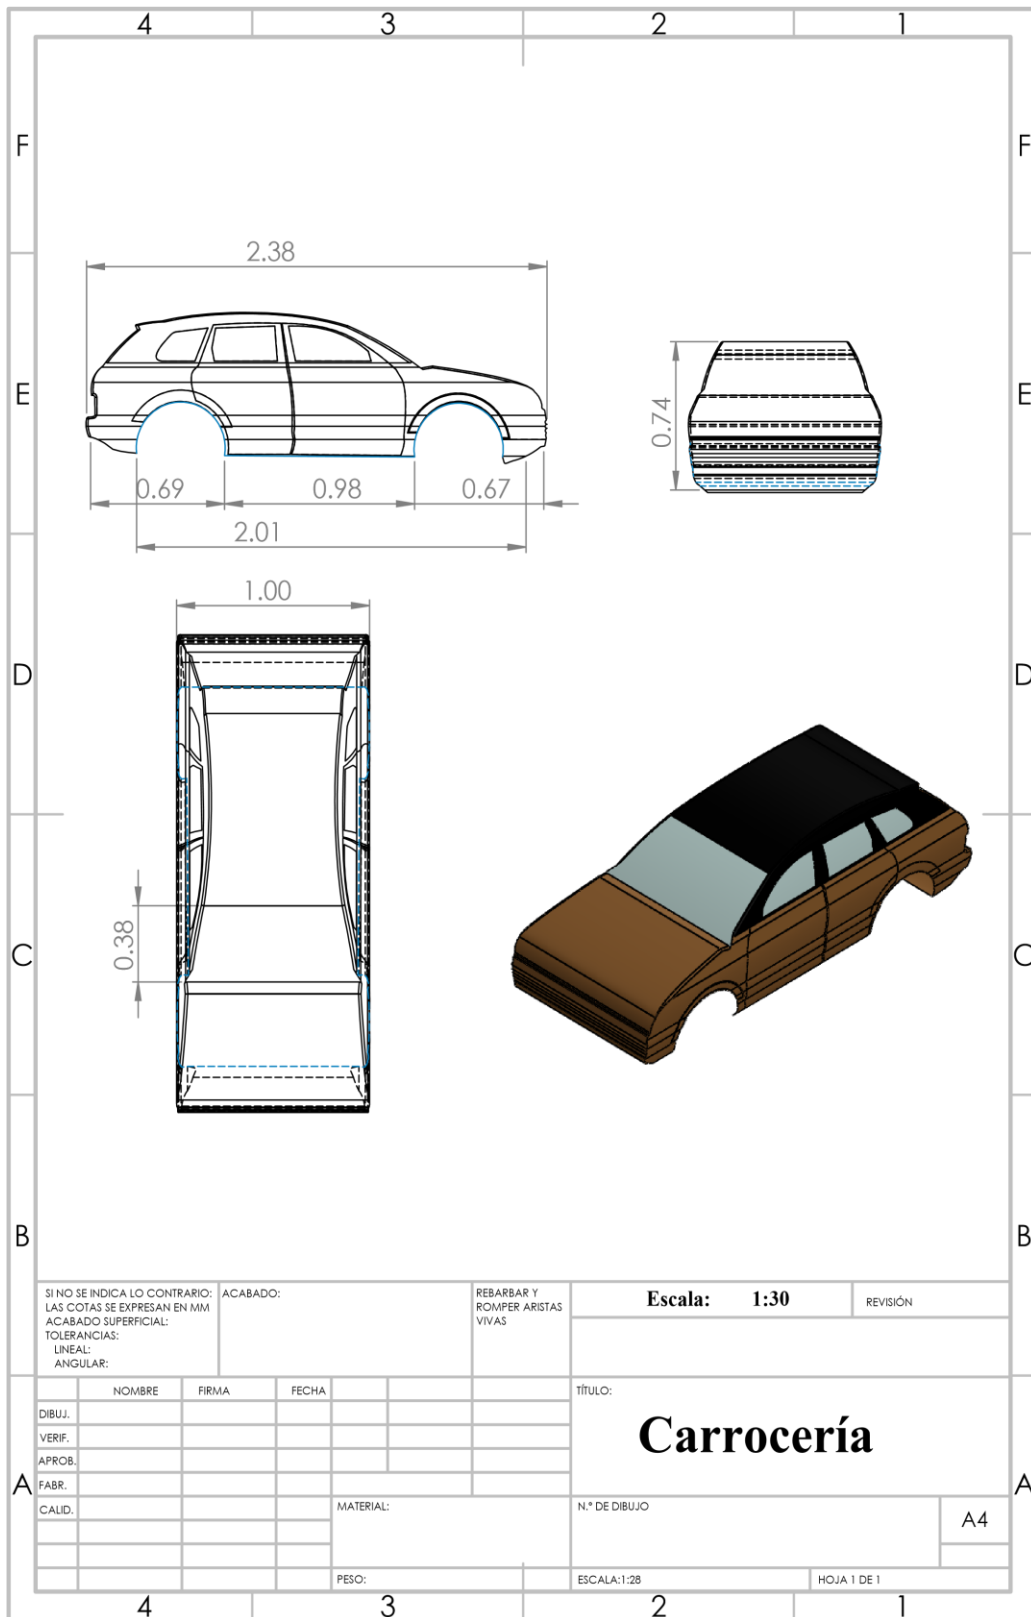 4 3 2 1
F F
2.38
E E
0.74
0.69 0.98 0.67
2.01
1.00
D D
0.38
C C
B B
SI NO SE INDICA LO CONTRARIO:
LAS COTAS SE EXPRESAN EN MM
ACABADO SUPERFICIAL:
TOLERANCIAS:
LINEAL:
ANGULAR:
ACABADO:
REBARBAR Y
ROMPER ARISTAS
VIVAS
Escala: 1:30
REVISIÓN
NOMBRE FIRMA FECHA
DIBUJ.
VERIF.
APROB.
FABR.
CALID.
TÍTULO:
Carrocería
A A
MATERIAL:
N.º DE DIBUJO
A4
PESO:
ESCALA:1:28
HOJA 1 DE 1
4 3 2 1